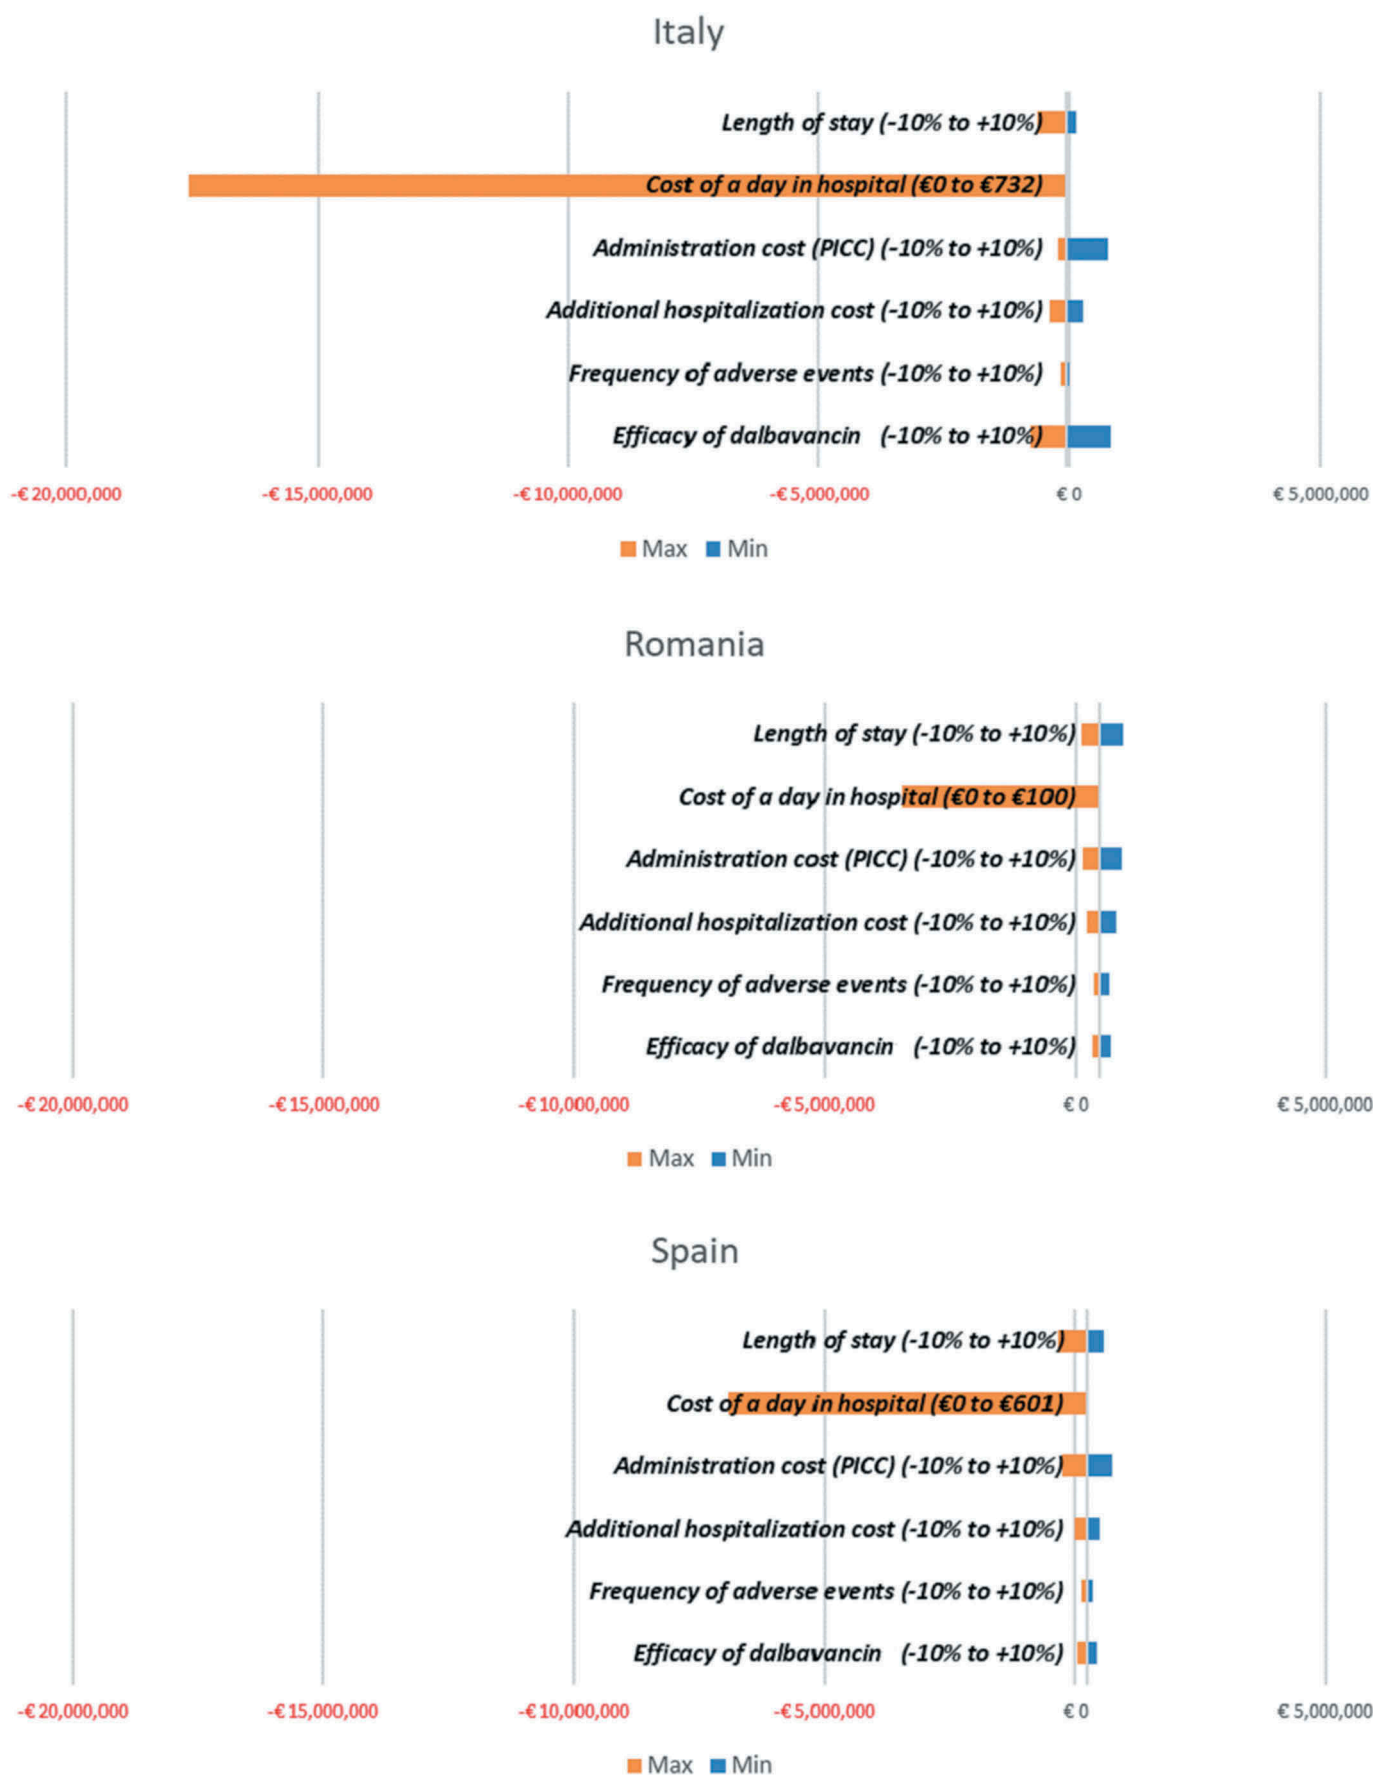 Italy
Length of stay (-10% to +10%)
Cost of a day in hospital (€0 to €732)
Administration cost (PICC) (-10% to +10%)
Additional hospitalization cost (-10% to +10%)
Frequency of adverse events (-10% to +10%)
Efficacy of dalbavancin (-10% to +10%)
-€ 20,000,000 -€ 15,000,000 -€ 10,000,000 -€ 5,000,000 € 0 € 5,000,000
Max Min
Romania
Length of stay (-10% to +10%)
Cost of a day in hospital (€0 to €100)
Administration cost (PICC) (-10% to +10%)
Additional hospitalization cost (-10% to +10%)
Frequency of adverse events (-10% to +10%)
Efficacy of dalbavancin (-10% to +10%)
-€ 20,000,000 -€ 15,000,000 -€ 10,000,000 -€ 5,000,000 € 0 € 5,000,000
Max Min
Spain
Length of stay (-10% to +10%)
Cost of a day in hospital (€0 to €601)
Administration cost (PICC) (-10% to +10%)
Additional hospitalization cost (-10% to +10%)
Frequency of adverse events (-10% to +10%)
Efficacy of dalbavancin (-10% to +10%)
-€ 20,000,000 -€ 15,000,000 -€ 10,000,000 -€ 5,000,000 € 0 € 5,000,000
Max Min